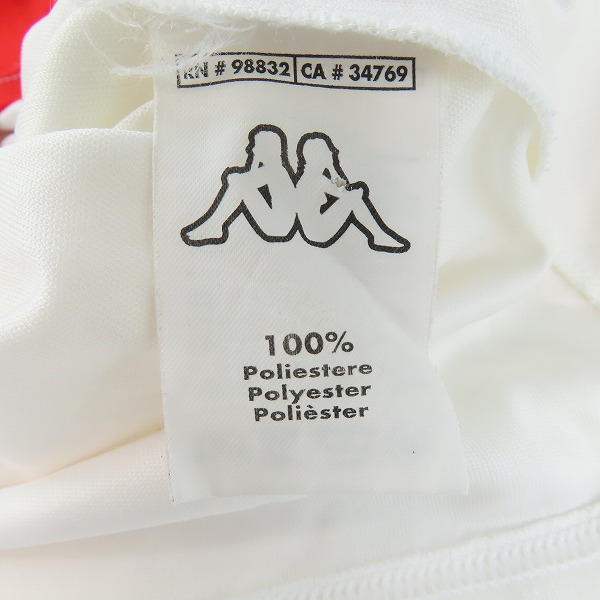 RN # 98832 CA # 34769
100%
Poliestere
Polyester
Polièster